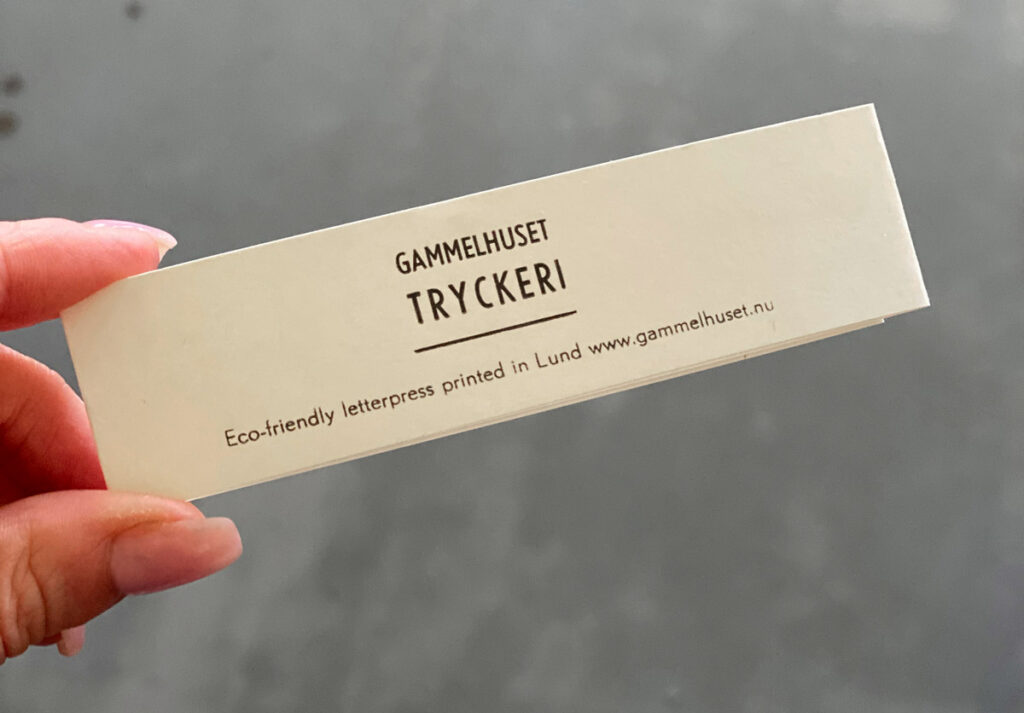 GAMMELHUSET
TRYCKERI
Eco-friendly letterpress printed in Lund www.gammelhuset.nu